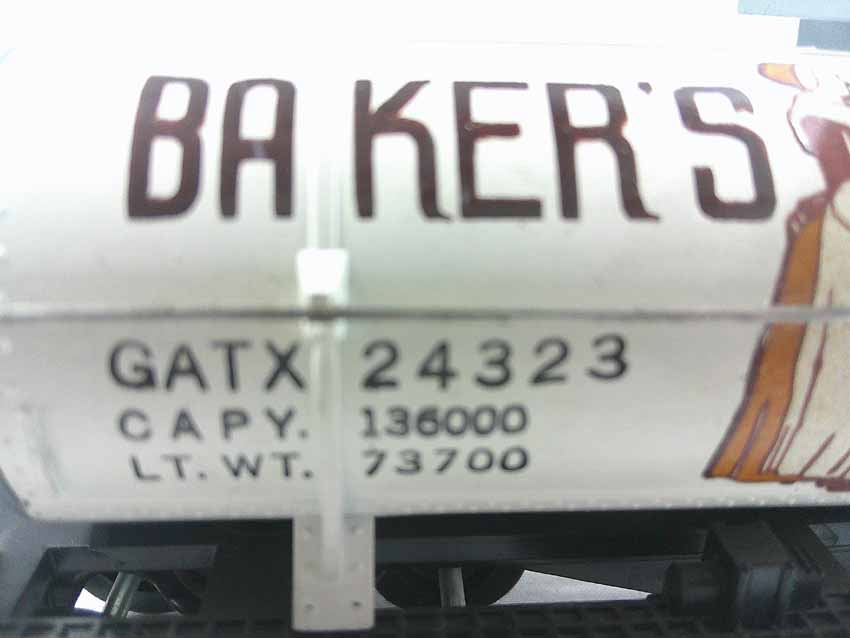 BAKER'S
GATX 24323
CAPY. 136000
LT. WT. 73700